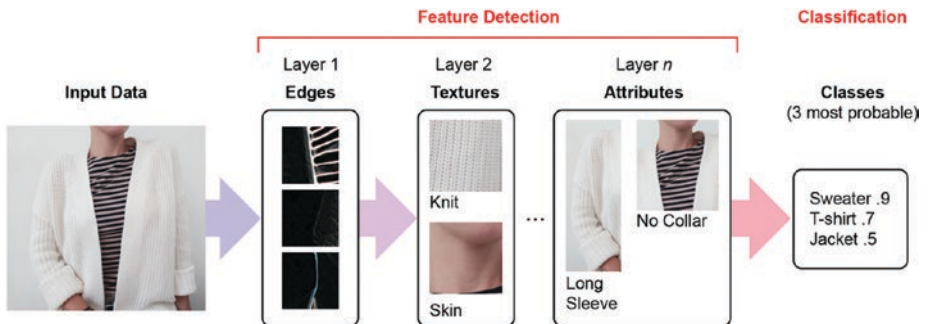 Feature Detection
Classification
Layer 1
Layer 2
Layer n
Input Data
Edges
Textures
Attributes
Classes
(3 most probable)
Knit
No Collar
...
Sweater .9
T-shirt .7
Jacket .5
Long
Sleeve
Skin